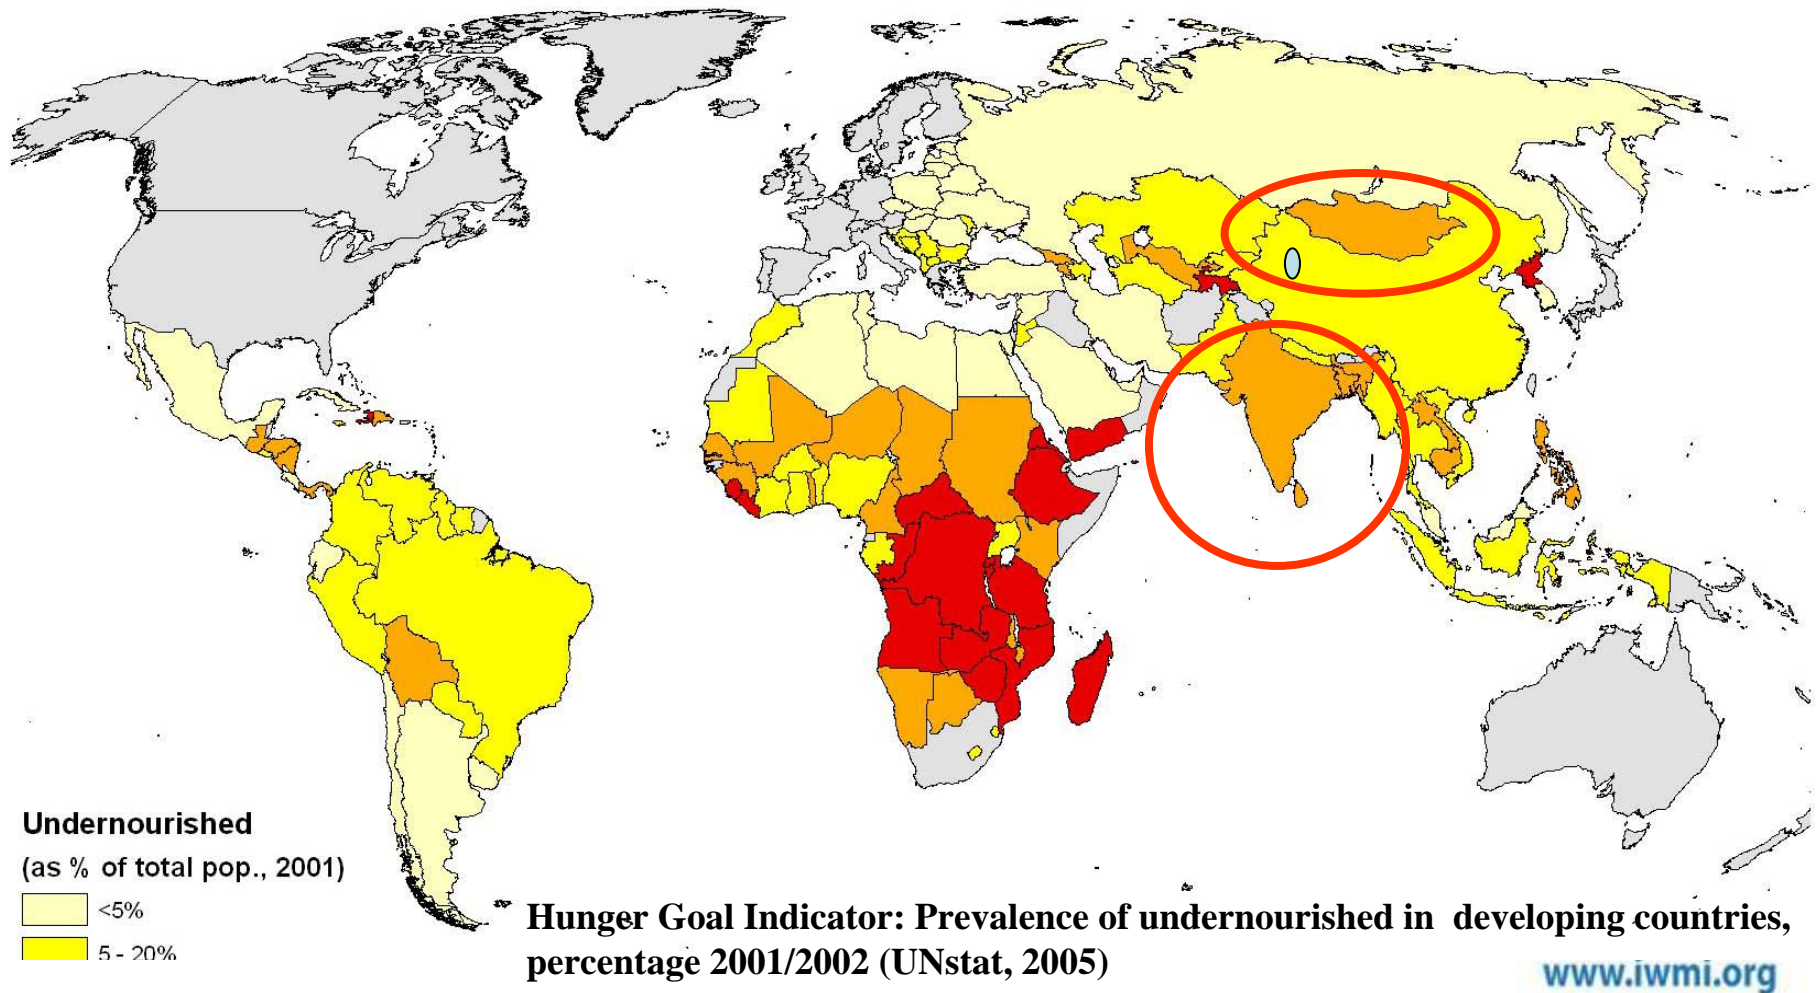 Undernourished
(as % of total pop., 2001)
<5%
5 - 20%
Hunger Goal Indicator: Prevalence of undernourished in developing countries,
percentage 2001/2002 (UNstat, 2005)
www.iwmi.org